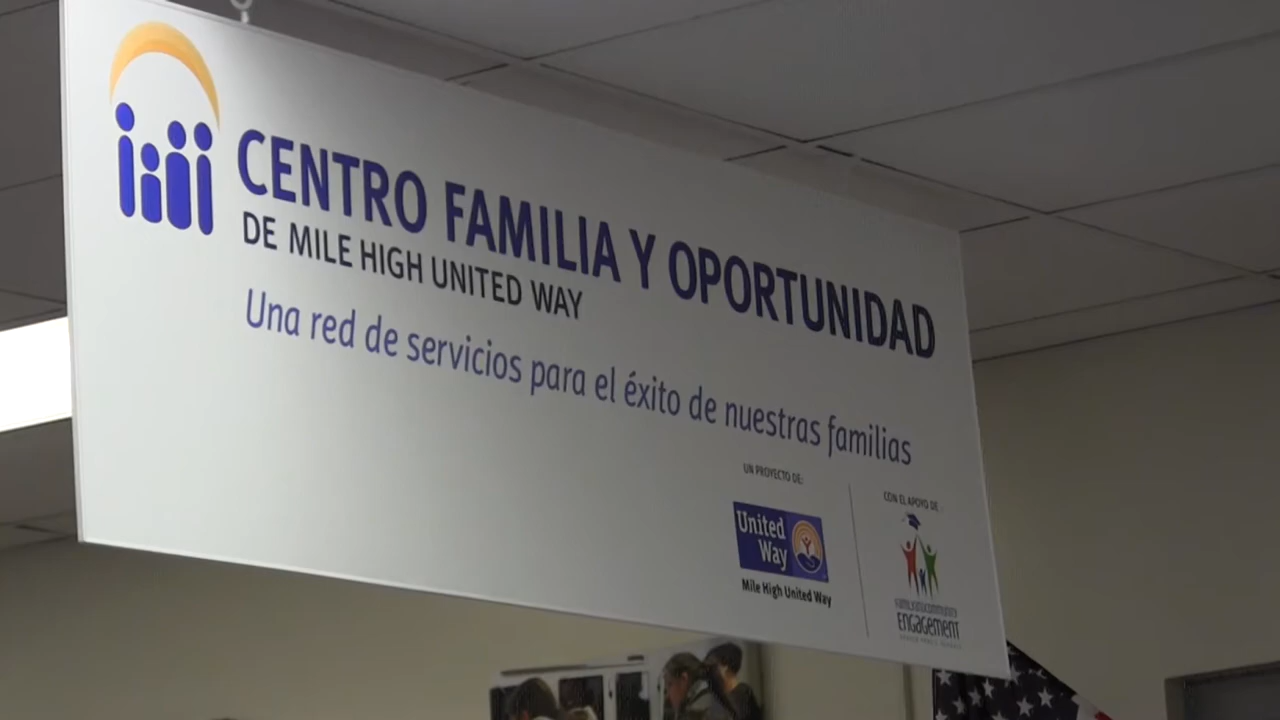 CENTRO FAMILIA Y OPORTUNIDAD
DE MILE HIGH UNITED WAY
Una red de servicios para el éxito de nuestras familias
UN PROYECTO DE:
United
Way
Mile High United Way
CON EL APOYO DE
ENGAGEMENT